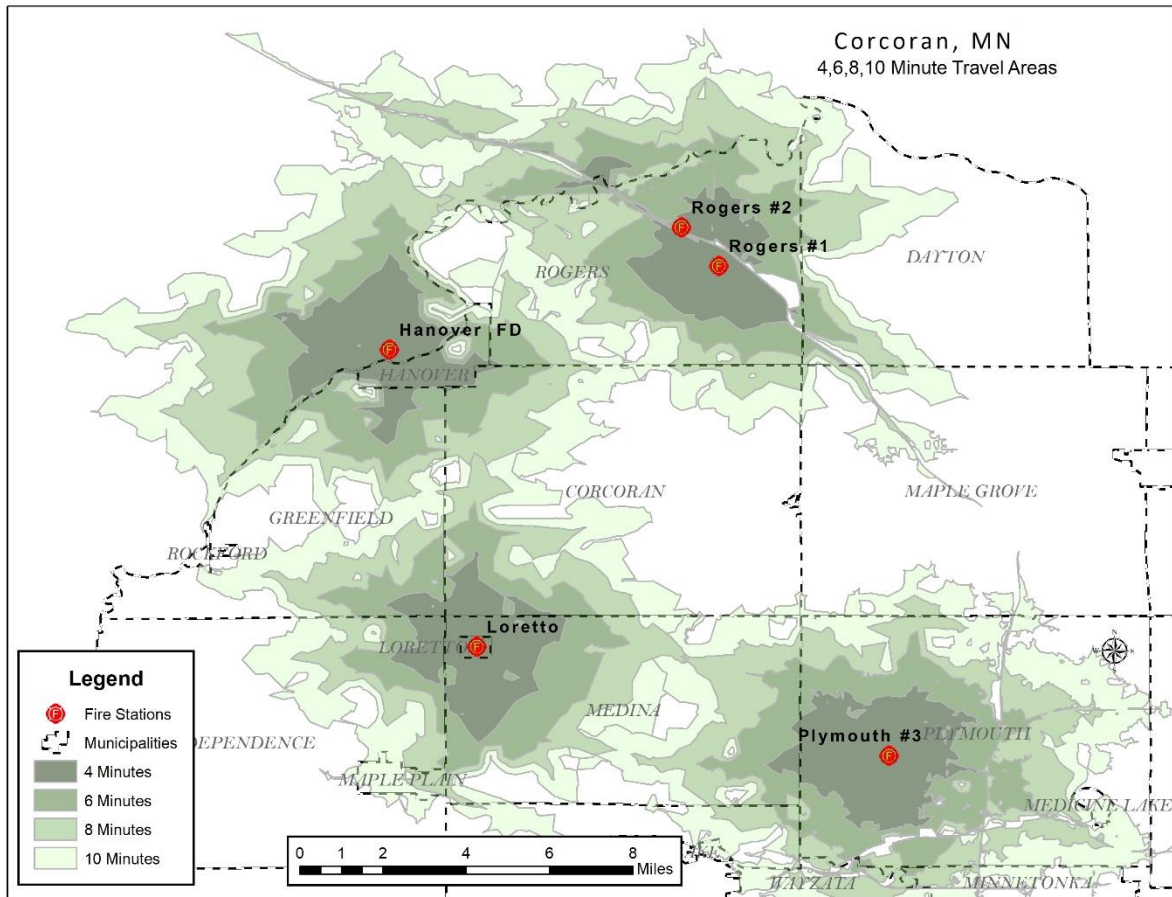 Corcoran, MN
4,6,8,10 Minute Travel Areas
Rogers #2
Rogers #1
ROGERS
DAYTON
Hanover FD
HANOVER
CORCORAN
MAPLE GROVE
GREENFIELD
ROCKFORD
Loretto
LORETTO
MEDINA
Plymouth #3
PLYMOUTH
DEPENDENCE
MAPLE PLAIN
MEDICINE LAKE
WAYZATA
MINNETONKA
N
Legend
Fire Stations
Municipalities
4 Minutes
6 Minutes
8 Minutes
10 Minutes
0 1 2 4 6 8
Miles